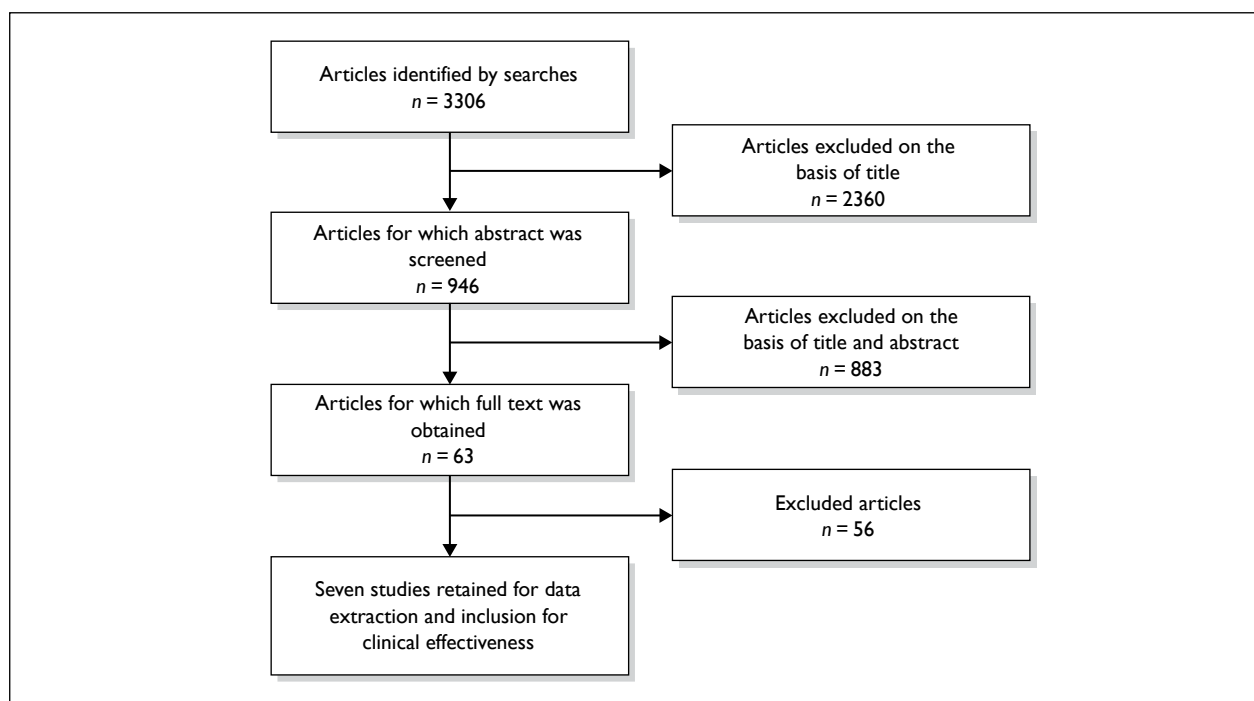 Articles identified by searches
n = 3306
Articles excluded on the
basis of title
n = 2360
Articles for which abstract was
screened
n = 946
Articles excluded on the
basis of title and abstract
n = 883
Articles for which full text was
obtained
n = 63
Excluded articles
n = 56
Seven studies retained for data
extraction and inclusion for
clinical effectiveness